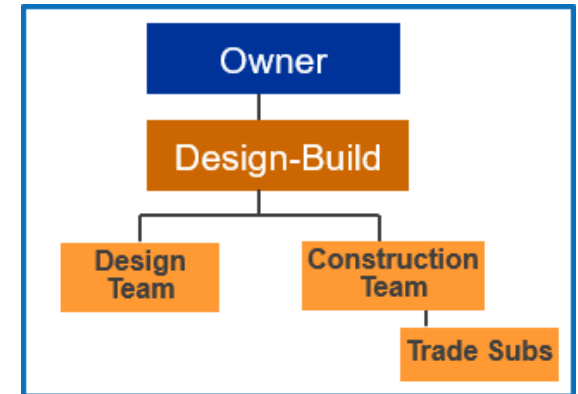 Owner
Design-Build
Design
Team
Construction
Team
Trade Subs